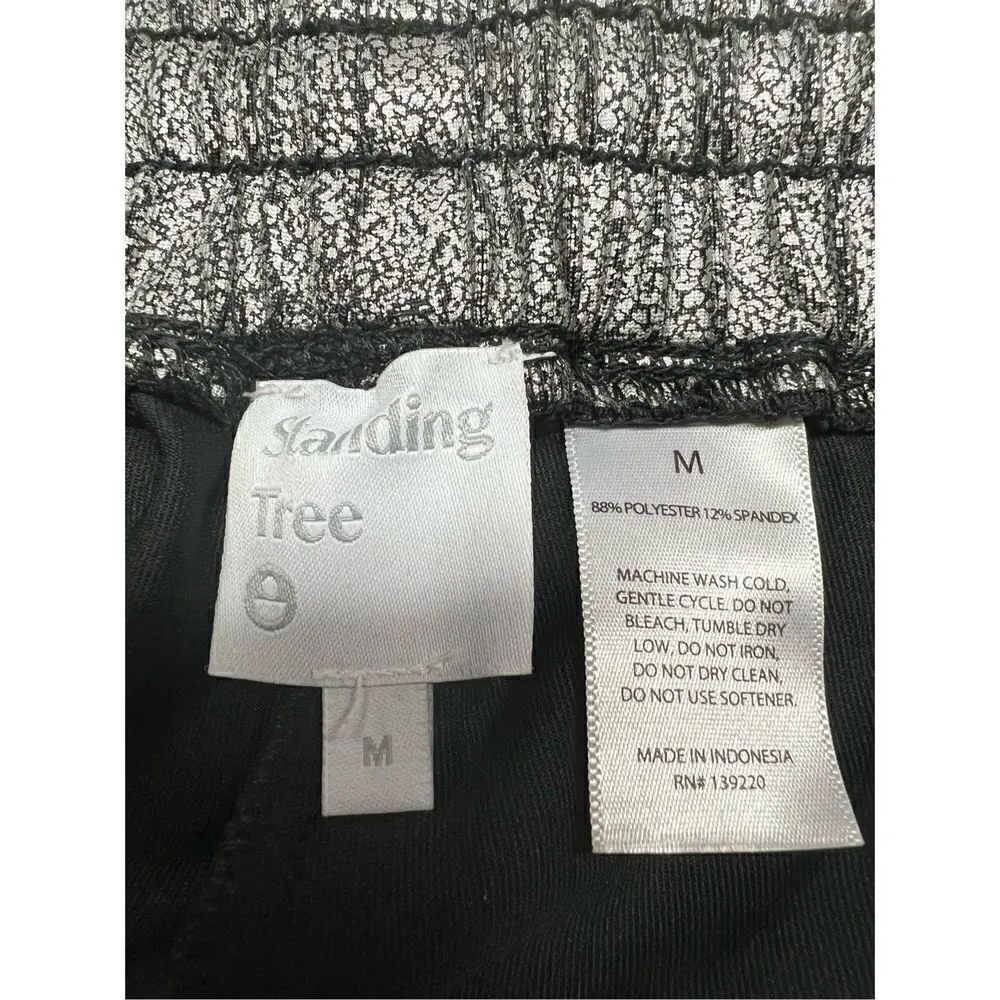 Standing
Tree
M
M
88% POLYESTER 12% SPANDEX
MACHINE WASH COLD,
GENTLE CYCLE. DO NOT
BLEACH, TUMBLE DRY
LOW, DO NOT IRON,
DO NOT DRY CLEAN,
DO NOT USE SOFTENER.
MADE IN INDONESIA
RN# 139220